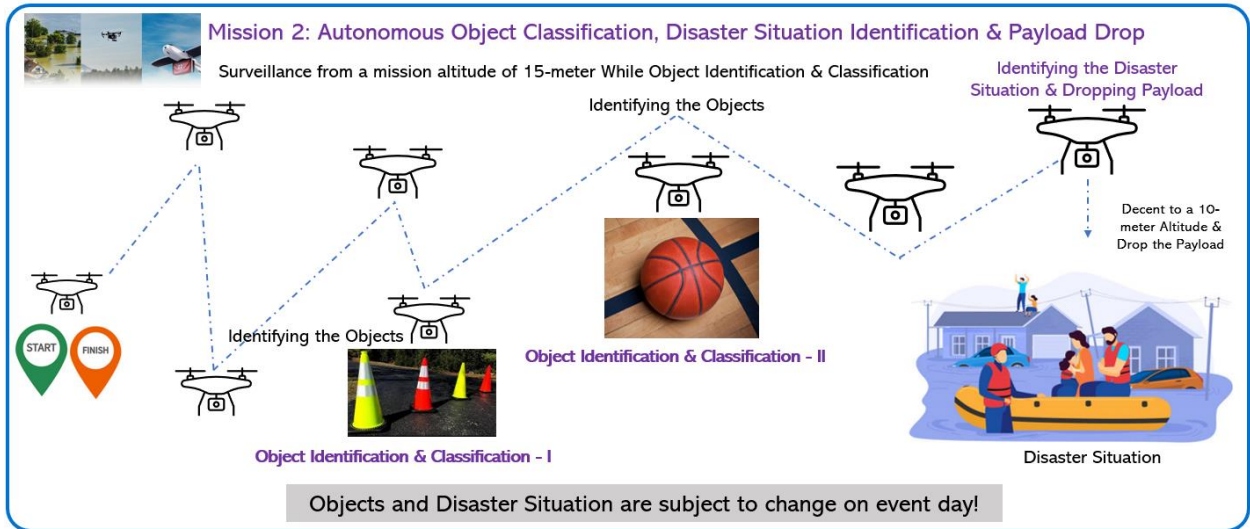 Mission 2: Autonomous Object Classification, Disaster Situation Identification & Payload Drop
Surveillance from a mission altitude of 15-meter While Object Identification & Classification
Identifying the Disaster
Situation & Dropping Payload
Identifying the Objects
Decent to a 10-
meter Altitude &
Drop the Payload
START
FINISH
Identifying the Objects
Object Identification & Classification - II
Object Identification & Classification - I
Disaster Situation
Objects and Disaster Situation are subject to change on event day!